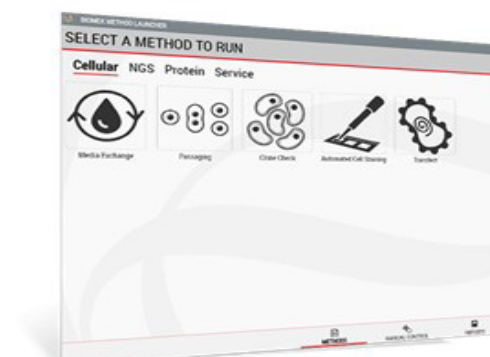 BIOMEK METHOD LAUNCHER
SELECT A METHOD TO RUN
Cellular NGS Protein Service
Media Exchange Passaging Clone Check Automated Cell Staining Transfect
METHODS MANUAL CONTROL REPORTS